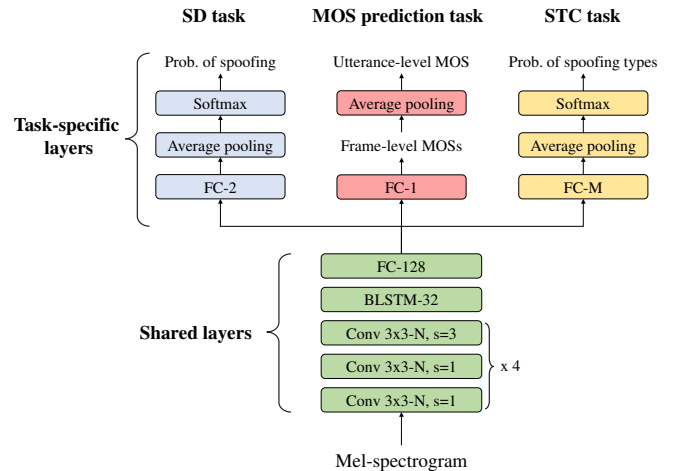 SD task
MOS prediction task
STC task
Prob. of spoofing
Utterance-level MOS
Prob. of spoofing types
Softmax
Average pooling
Softmax
Task-specific
layers
Average pooling
Frame-level MOSs
Average pooling
FC-2
FC-1
FC-M
FC-128
BLSTM-32
Shared layers
Conv 3x3-N, s=3
Conv 3x3-N, s=1
x 4
Conv 3x3-N, s=1
Mel-spectrogram